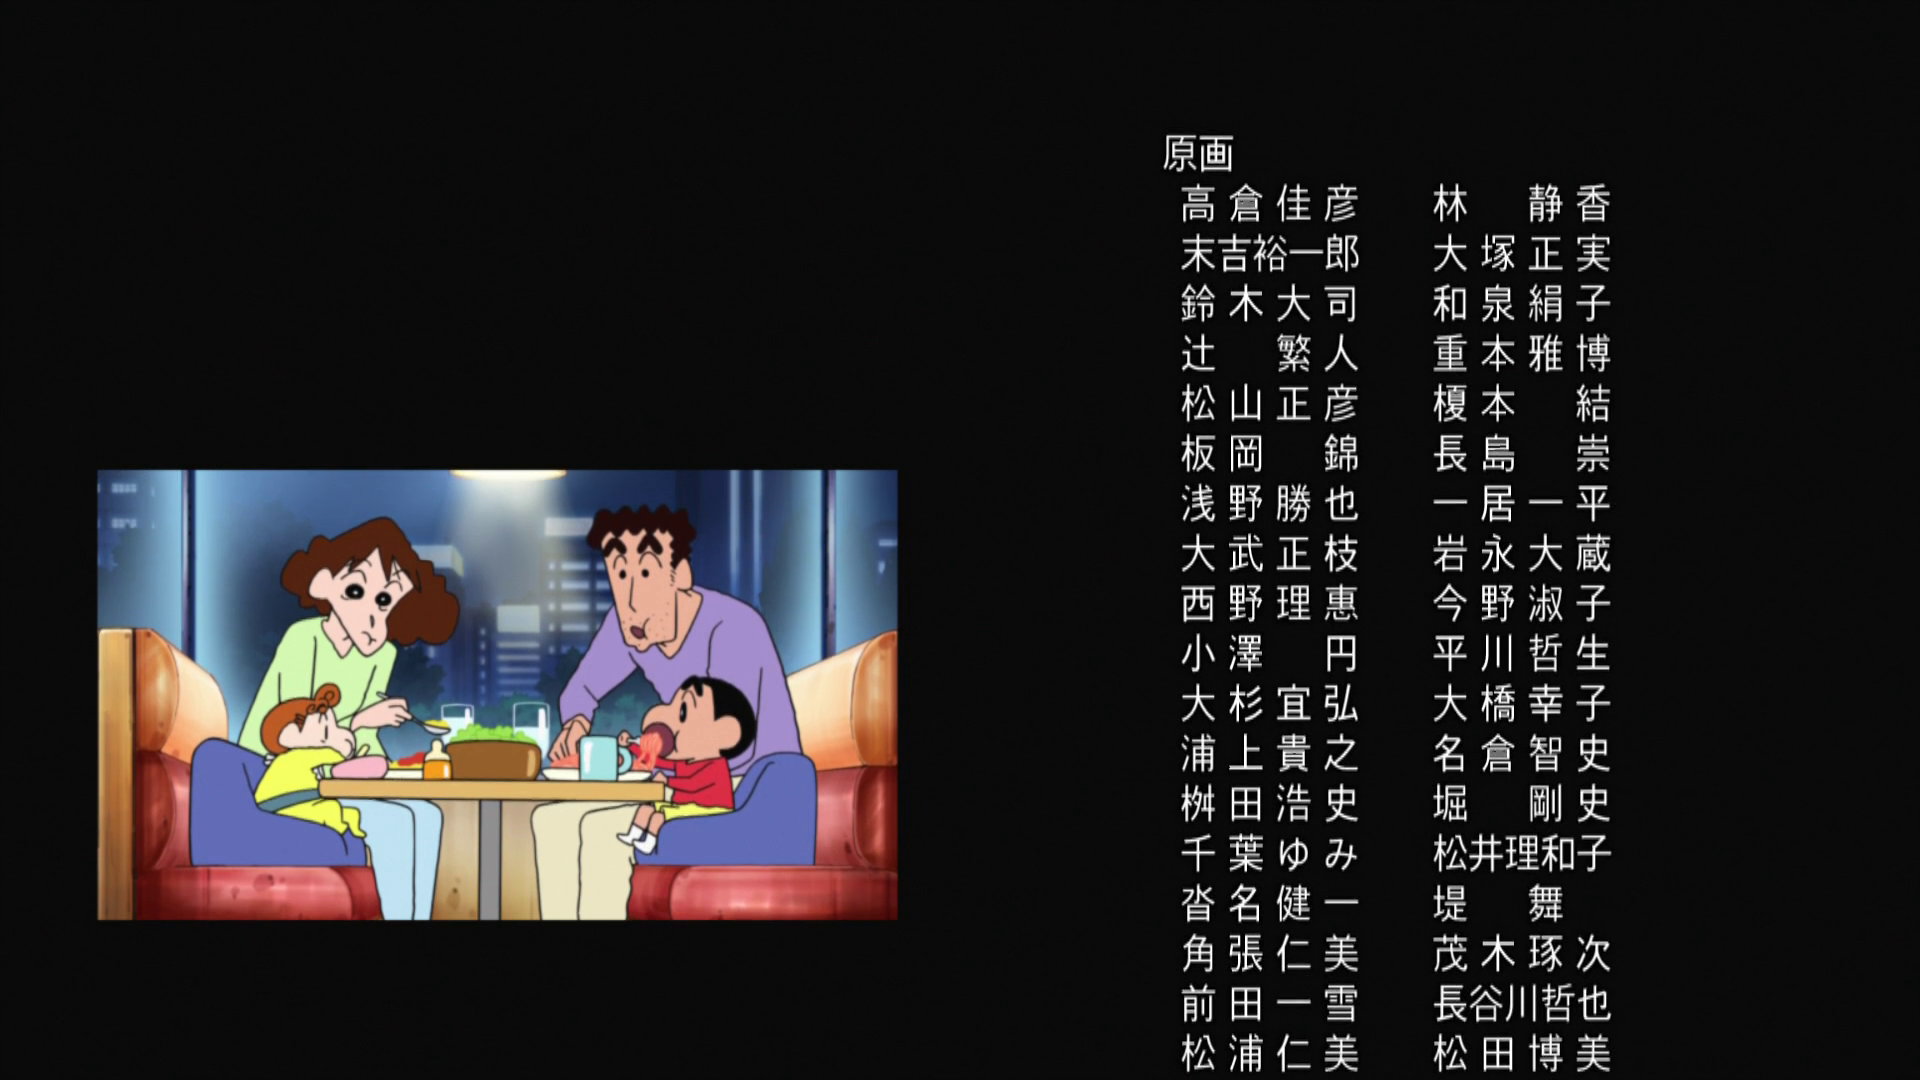 原画
高倉佳彦 林 静香
末吉裕一郎 大塚正実
鈴木大司 和泉絹子
辻 繁人 重本雅博
松山正彦 榎本 結
板岡 錦 長島 崇
浅野勝也 一居一平
大武正枝 岩永大蔵
西野理惠 今野淑子
小澤 円 平川哲生
大杉宜弘 大橋幸子
浦上貴之 名倉智史
桝田浩史 堀 剛史
千葉ゆみ 松井理和子
沓名健一 堤 舞
角張仁美 茂木琢次
前田一雪 長谷川哲也
松浦仁美 松田博美